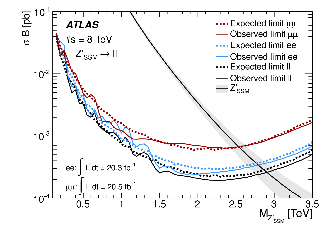 σ B [pb]
ATLAS
√s = 8 TeV
Z'SSM → ll
Expected limit μμ
Observed limit μμ
Expected limit ee
Observed limit ee
Expected limit ll
Observed limit ll
Z'SSM
10⁻¹
10⁻²
10⁻³
10⁻⁴
ee: ∫ L dt = 20.3 fb⁻¹
μμ: ∫ L dt = 20.5 fb⁻¹
0.5 1 1.5 2 2.5 3 3.5
MZ'SSM [TeV]